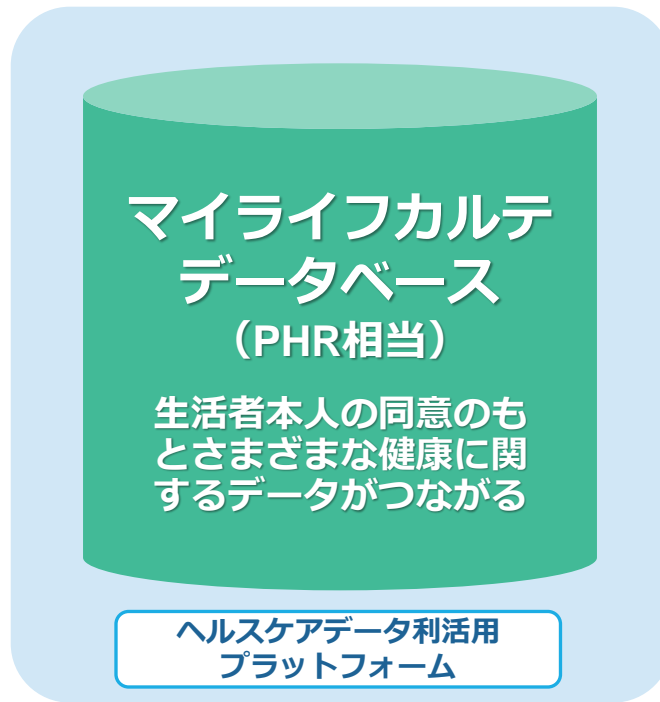 マイライフカルテ
データベース
（PHR相当）
生活者本人の同意のも
とさまざまな健康に関
するデータがつながる
ヘルスケアデータ利活用
プラットフォーム